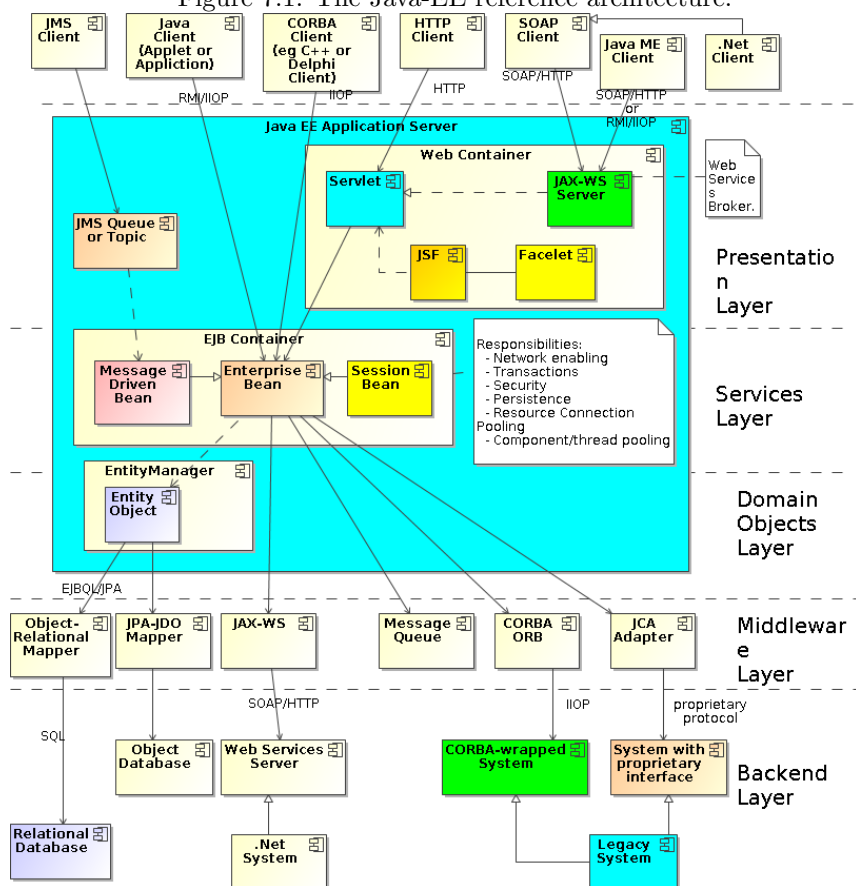 Figure 7.1: The Java-EE reference architecture.
JMS
Client
Java
Client
(Applet or
Appliction)
CORBA
Client
(eg C++ or
Delphi
Client)
HTTP
Client
SOAP
Client
Java ME
Client
.Net
Client
RMI/IIOP
IIOP
HTTP
SOAP/HTTP
SOAP/HTTP
or
RMI/IIOP
Java EE Application Server
Web Container
Servlet
JAX-WS
Server
Web
Service
s
Broker.
JMS Queue
or Topic
JSF
Facelet
Presentatio
n
Layer
EJB Container
Message
Driven
Bean
Enterprise
Bean
Session
Bean
Responsibilities:
- Network enabling
- Transactions
- Security
- Persistence
- Resource Connection
Pooling
- Component/thread pooling
Services
Layer
EntityManager
Entity
Object
Domain
Objects
Layer
EJBQL/JPA
Object-
Relational
Mapper
JPA-JDO
Mapper
JAX-WS
Message
Queue
CORBA
ORB
JCA
Adapter
Middlewar
e
Layer
SQL
SOAP/HTTP
IIOP
proprietary
protocol
Object
Database
Web Services
Server
CORBA-wrapped
System
System with
proprietary
interface
Backend
Layer
Relational
Database
.Net
System
Legacy
System